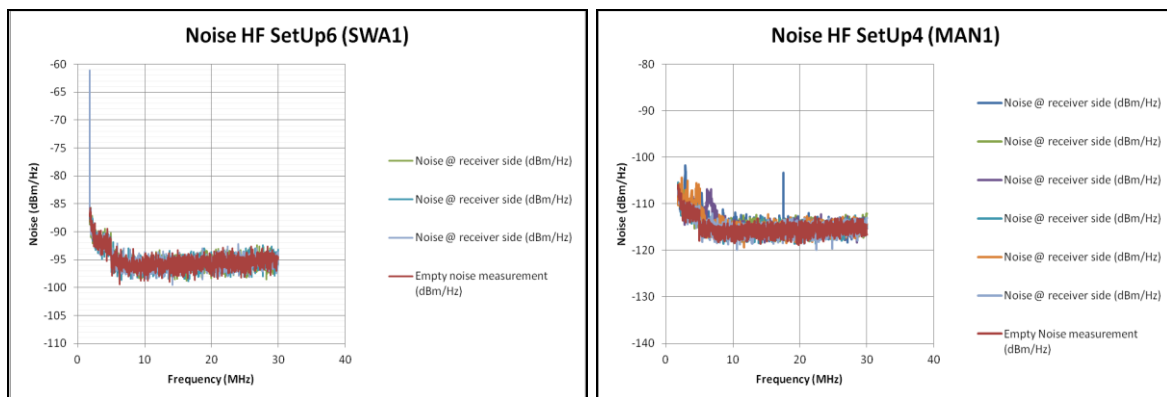 Noise HF SetUp6 (SWA1)
-60
-65
-70
-75
-80
-85
-90
-95
-100
-105
-110
Noise (dBm/Hz)
0
10
20
30
40
Frequency (MHz)
Noise @ receiver side (dBm/Hz)
Noise @ receiver side (dBm/Hz)
Noise @ receiver side (dBm/Hz)
Empty noise measurement
(dBm/Hz)
Noise HF SetUp4 (MAN1)
-80
-90
-100
-110
-120
-130
-140
Noise (dBm/Hz)
0
10
20
30
40
Frequency (MHz)
Noise @ receiver side (dBm/Hz)
Noise @ receiver side (dBm/Hz)
Noise @ receiver side (dBm/Hz)
Noise @ receiver side (dBm/Hz)
Noise @ receiver side (dBm/Hz)
Noise @ receiver side (dBm/Hz)
Empty Noise measurement
(dBm/Hz)